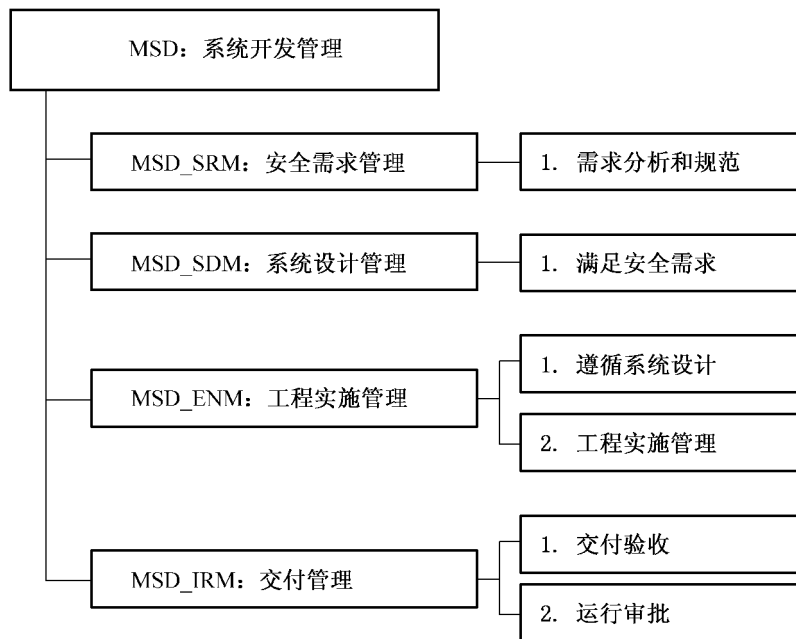 MSD：系统开发管理
MSD_SRM：安全需求管理
1. 需求分析和规范
MSD_SDM：系统设计管理
1. 满足安全需求
MSD_ENM：工程实施管理
1. 遵循系统设计
2. 工程实施管理
MSD_IRM：交付管理
1. 交付验收
2. 运行审批